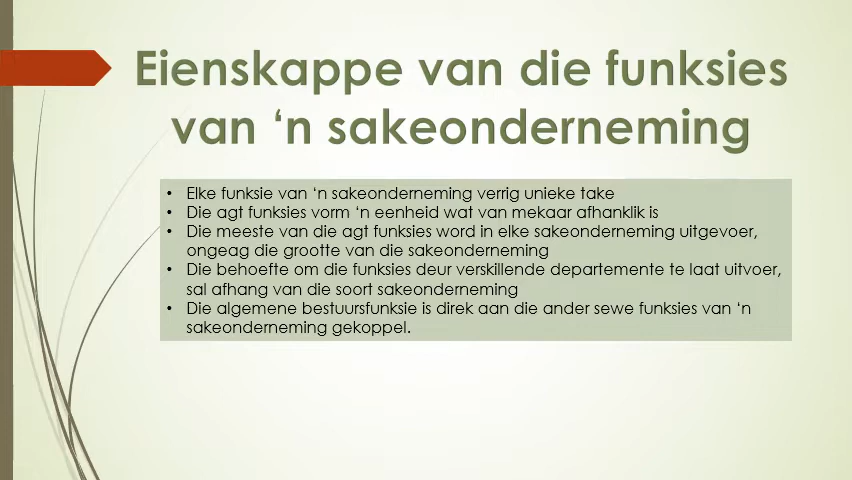 Eienskappe van die funksies
van ‘n sakeonderneming
• Elke funksie van ‘n sakeonderneming verrig unieke take
• Die agt funksies vorm ‘n eenheid wat van mekaar afhanklik is
• Die meeste van die agt funksies word in elke sakeonderneming uitgevoer,
ongeag die grootte van die sakeonderneming
• Die behoefte om die funksies deur verskillende departemente te laat uitvoer,
sal afhang van die soort sakeonderneming
• Die algemene bestuursfunksie is direk aan die ander sewe funksies van ‘n
sakeonderneming gekoppel.